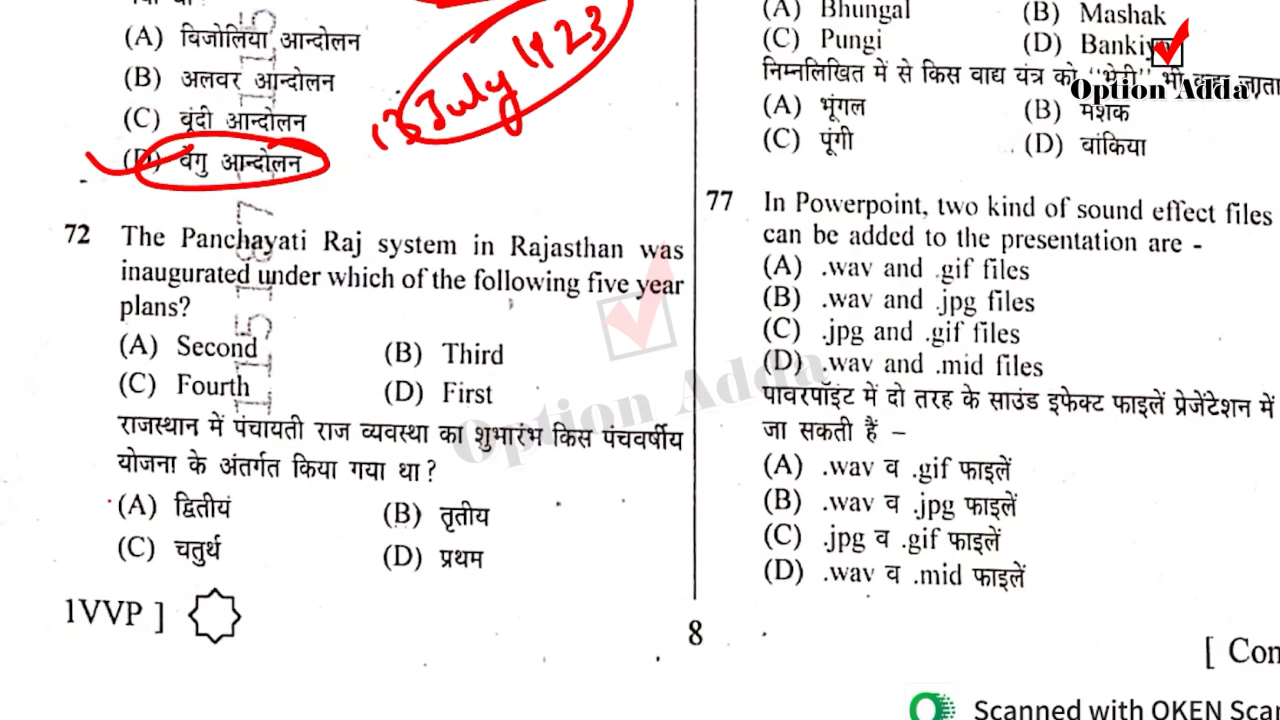 (A) बिजोलिया आन्दोलन
(B) अलवर आन्दोलन
(C) बूंदी आन्दोलन
(D) बेगु आन्दोलन
13 July 1923
72 The Panchayati Raj system in Rajasthan was
inaugurated under which of the following five year
plans?
(A) Second (B) Third
(C) Fourth (D) First
राजस्थान में पंचायती राज व्यवस्था का शुभारंभ किस पंचवर्षीय
योजना के अंतर्गत किया गया था?
(A) द्वितीय (B) तृतीय
(C) चतुर्थ (D) प्रथम
1VVP ]
8
(A) Bhungal (B) Mashak
(C) Pungi (D) Bankiya
निम्नलिखित में से किस वाद्य यंत्र को "भेरी" भी कहा जाता
Option Adda
(A) भूंगल (B) मशक
(C) पूंगी (D) वांकिया
77 In Powerpoint, two kind of sound effect files
can be added to the presentation are -
(A) .wav and .gif files
(B) .wav and .jpg files
(C) .jpg and .gif files
(D) .wav and .mid files
पावरपॉइंट में दो तरह के साउंड इफेक्ट फाइलें प्रेजेंटेशन में
जा सकती हैं –
(A) .wav व .gif फाइलें
(B) .wav व .jpg फाइलें
(C) .jpg व .gif फाइलें
(D) .wav व .mid फाइलें
Option Adda
[ Con
Scanned with OKEN Scan